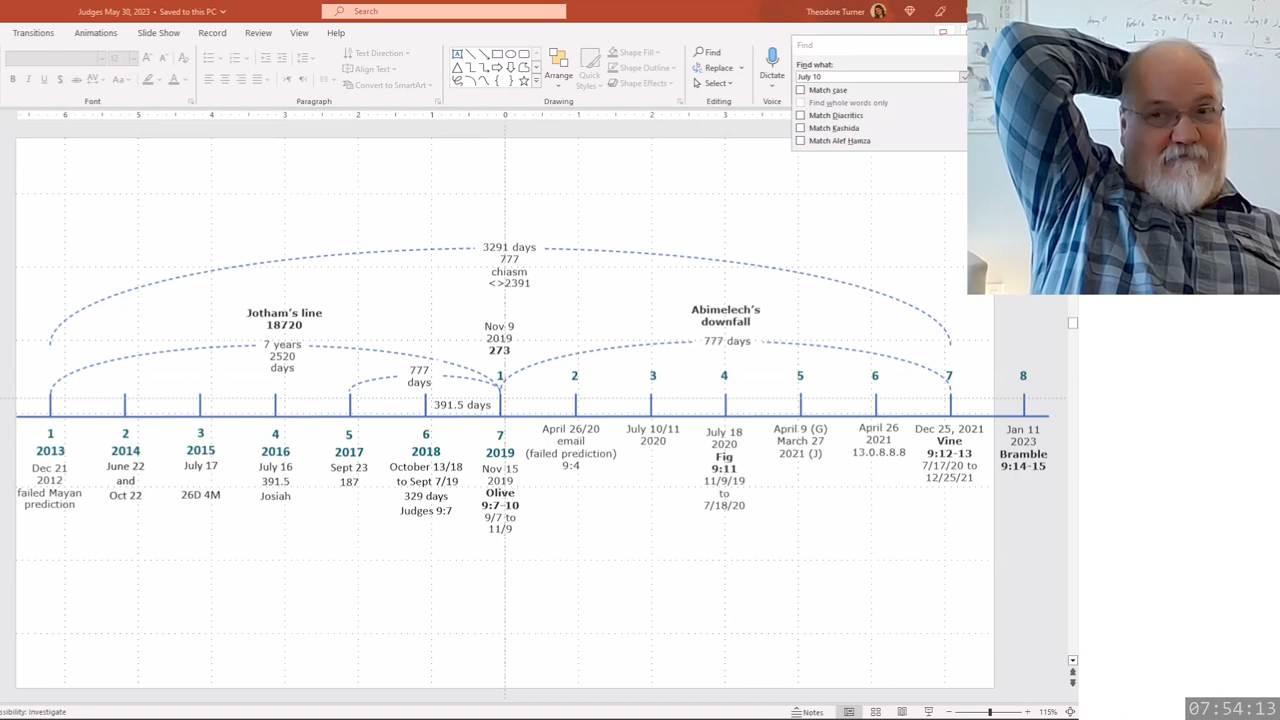 Judges May 30, 2023 • Saved to this PC
Search
Theodore Turner
Transitions Animations Slide Show Record Review View Help
Text Direction
Align Text
Convert to SmartArt
Arrange
Quick
Styles
Shape Fill
Shape Outline
Shape Effects
Find
Replace
Select
Dictate
Font
Paragraph
Drawing
Editing
Voice
Find
Find what:
July 10
Match case
Find whole words only
Match Diacritics
Match Kashida
Match Alef Hamza
6 5 4 3 2 1 0 1 2 3
3291 days
777
chiasm
<>2391
Jotham's line
18720
7 years
2520
days
Nov 9
2019
273
Abimelech's
downfall
777 days
777
days
391.5 days
1 2 3 4 5 6 7 8
1
2013
Dec 21
2012
failed Mayan
prediction
2
2014
June 22
and
Oct 22
3
2015
July 17
26D 4M
4
2016
July 16
391.5
Josiah
5
2017
Sept 23
187
6
2018
October 13/18
to Sept 7/19
329 days
Judges 9:7
7
2019
Nov 15
2019
Olive
9:7-10
9/7 to
11/9
April 26/20
email
(failed prediction)
9:4
July 10/11
2020
July 18
2020
Fig
9:11
11/9/19
to
7/18/20
April 9 (G)
March 27
2021 (J)
April 26
2021
13.0.8.8.8
Dec 25, 2021
Vine
9:12-13
7/17/20 to
12/25/21
Jan 11
2023
Bramble
9:14-15
cessibility: Investigate
Notes
115%
07:54:13